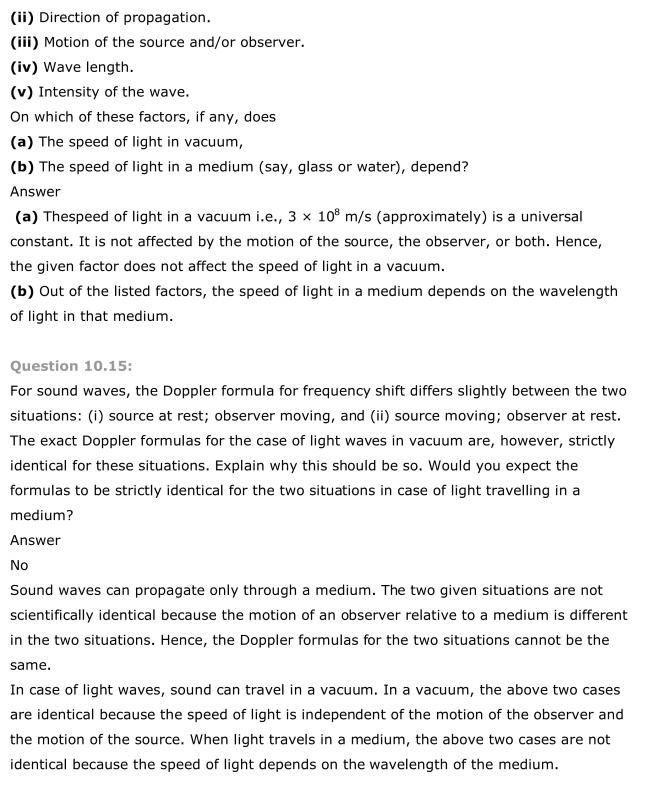 (ii) Direction of propagation.
(iii) Motion of the source and/or observer.
(iv) Wave length.
(v) Intensity of the wave.
On which of these factors, if any, does
(a) The speed of light in vacuum,
(b) The speed of light in a medium (say, glass or water), depend?
Answer
(a) Thespeed of light in a vacuum i.e., 3 × 10⁸ m/s (approximately) is a universal
constant. It is not affected by the motion of the source, the observer, or both. Hence,
the given factor does not affect the speed of light in a vacuum.
(b) Out of the listed factors, the speed of light in a medium depends on the wavelength
of light in that medium.
Question 10.15:
For sound waves, the Doppler formula for frequency shift differs slightly between the two
situations: (i) source at rest; observer moving, and (ii) source moving; observer at rest.
The exact Doppler formulas for the case of light waves in vacuum are, however, strictly
identical for these situations. Explain why this should be so. Would you expect the
formulas to be strictly identical for the two situations in case of light travelling in a
medium?
Answer
No
Sound waves can propagate only through a medium. The two given situations are not
scientifically identical because the motion of an observer relative to a medium is different
in the two situations. Hence, the Doppler formulas for the two situations cannot be the
same.
In case of light waves, sound can travel in a vacuum. In a vacuum, the above two cases
are identical because the speed of light is independent of the motion of the observer and
the motion of the source. When light travels in a medium, the above two cases are not
identical because the speed of light depends on the wavelength of the medium.